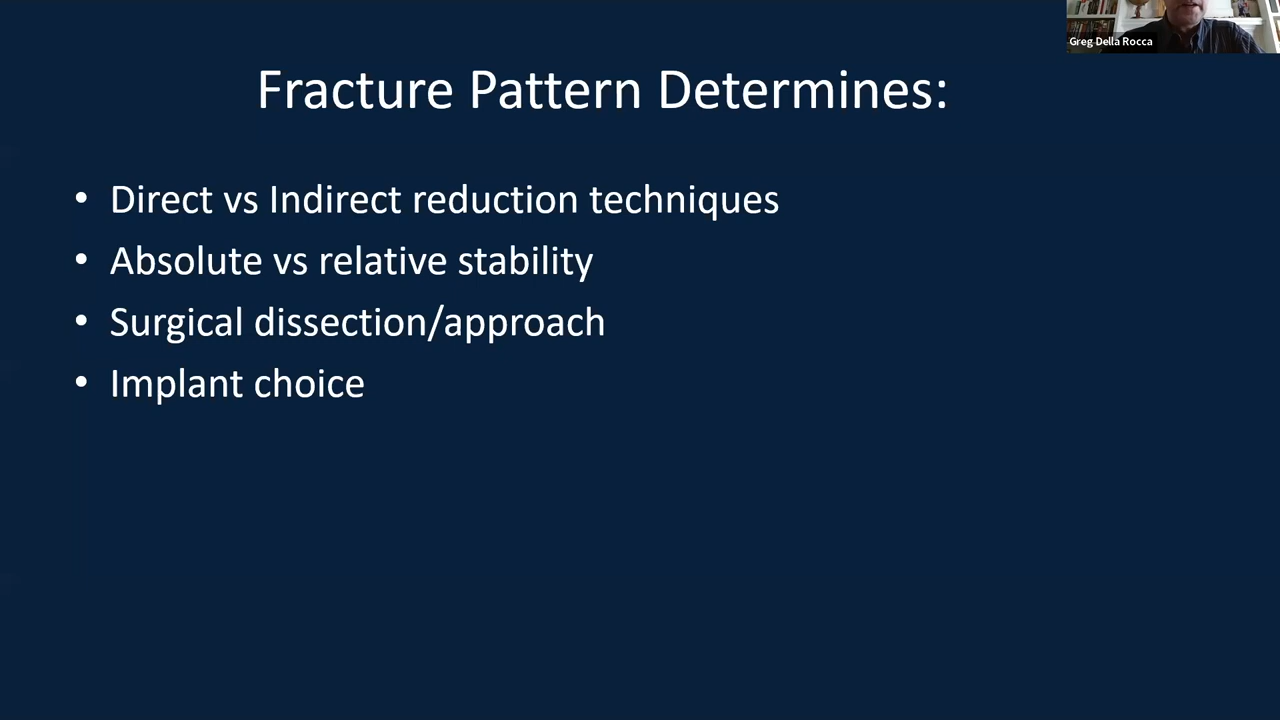 Greg Della Rocca
Fracture Pattern Determines:
• Direct vs Indirect reduction techniques
• Absolute vs relative stability
• Surgical dissection/approach
• Implant choice